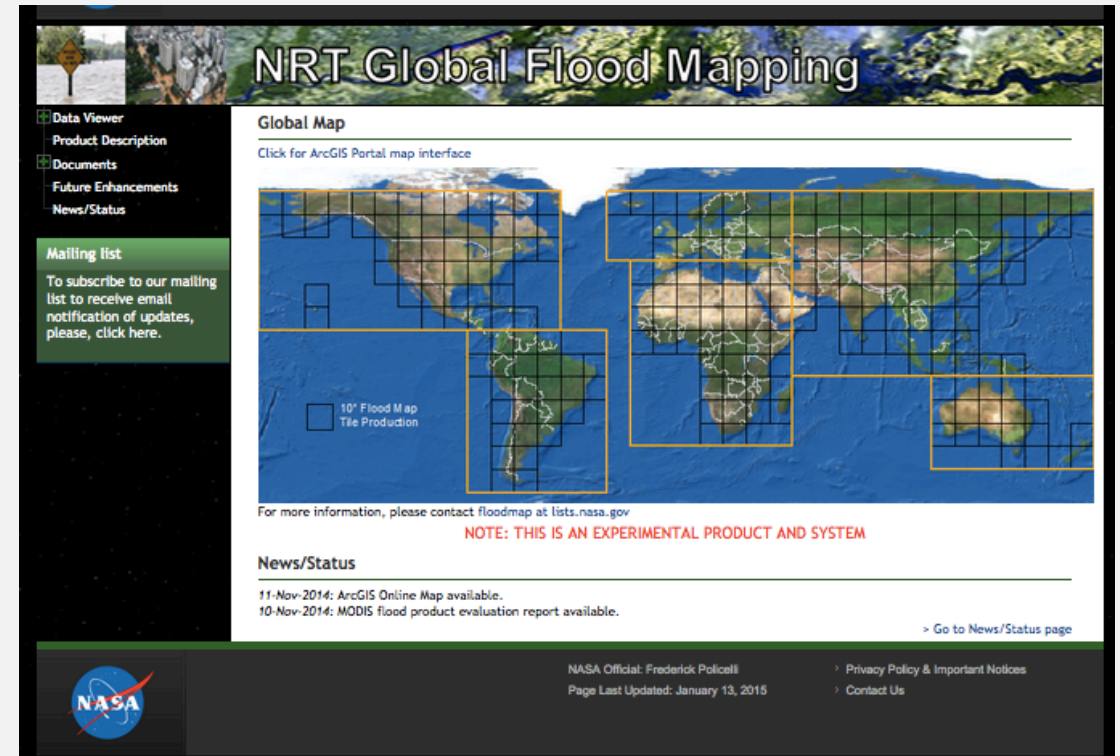 NRT Global Flood Mapping
Data Viewer
Product Description
Documents
Future Enhancements
News/Status
Mailing list
To subscribe to our mailing
list to receive email
notification of updates,
please, click here.
Global Map
Click for ArcGIS Portal map interface
10° Flood Map
Tile Production
For more information, please contact floodmap at lists.nasa.gov
NOTE: THIS IS AN EXPERIMENTAL PRODUCT AND SYSTEM
News/Status
11-Nov-2014: ArcGIS Online Map available.
10-Nov-2014: MODIS flood product evaluation report available.
> Go to News/Status page
NASA
NASA Official: Frederick Policelli
Page Last Updated: January 13, 2015
Privacy Policy & Important Notices
Contact Us